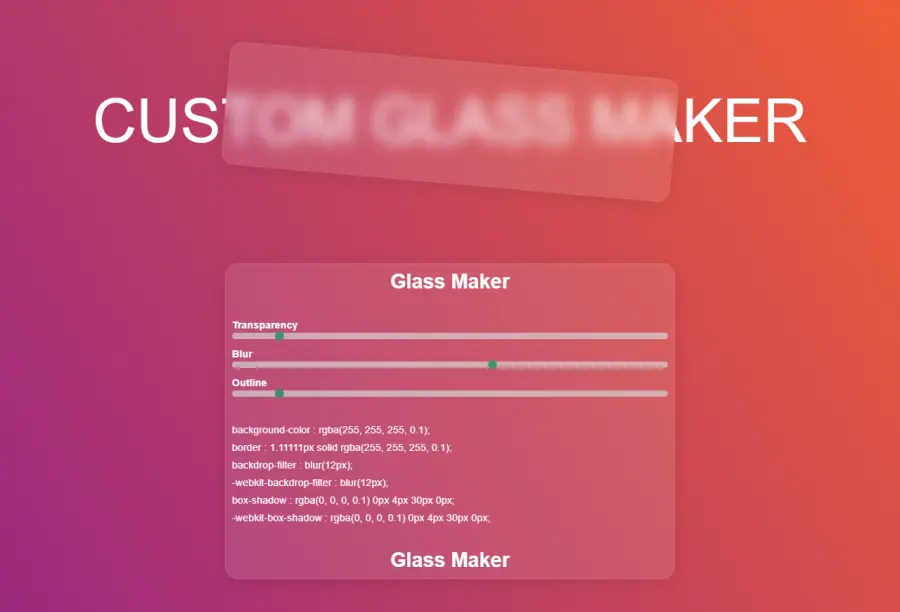 CUSTOM GLASS MAKER
Glass Maker
Transparency
Blur
Outline
background-color : rgba(255, 255, 255, 0.1);
border : 1.11111px solid rgba(255, 255, 255, 0.1);
backdrop-filter : blur(12px);
-webkit-backdrop-filter : blur(12px);
box-shadow : rgba(0, 0, 0, 0.1) 0px 4px 30px 0px;
-webkit-box-shadow : rgba(0, 0, 0, 0.1) 0px 4px 30px 0px;
Glass Maker